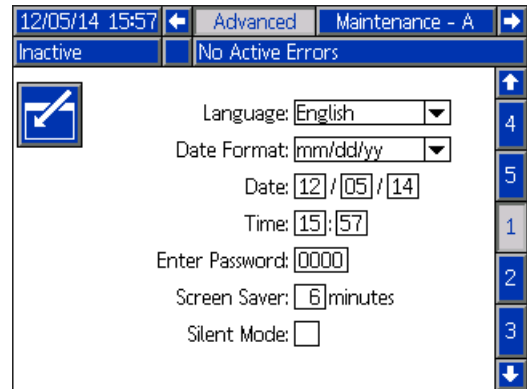 12/05/14 15:57 Advanced Maintenance - A
Inactive No Active Errors
Language: English
4
Date Format: mm/dd/yy
Date: 12 / 05 / 14
5
Time: 15 : 57
1
Enter Password: 0000
2
Screen Saver: 6 minutes
Silent Mode:
3